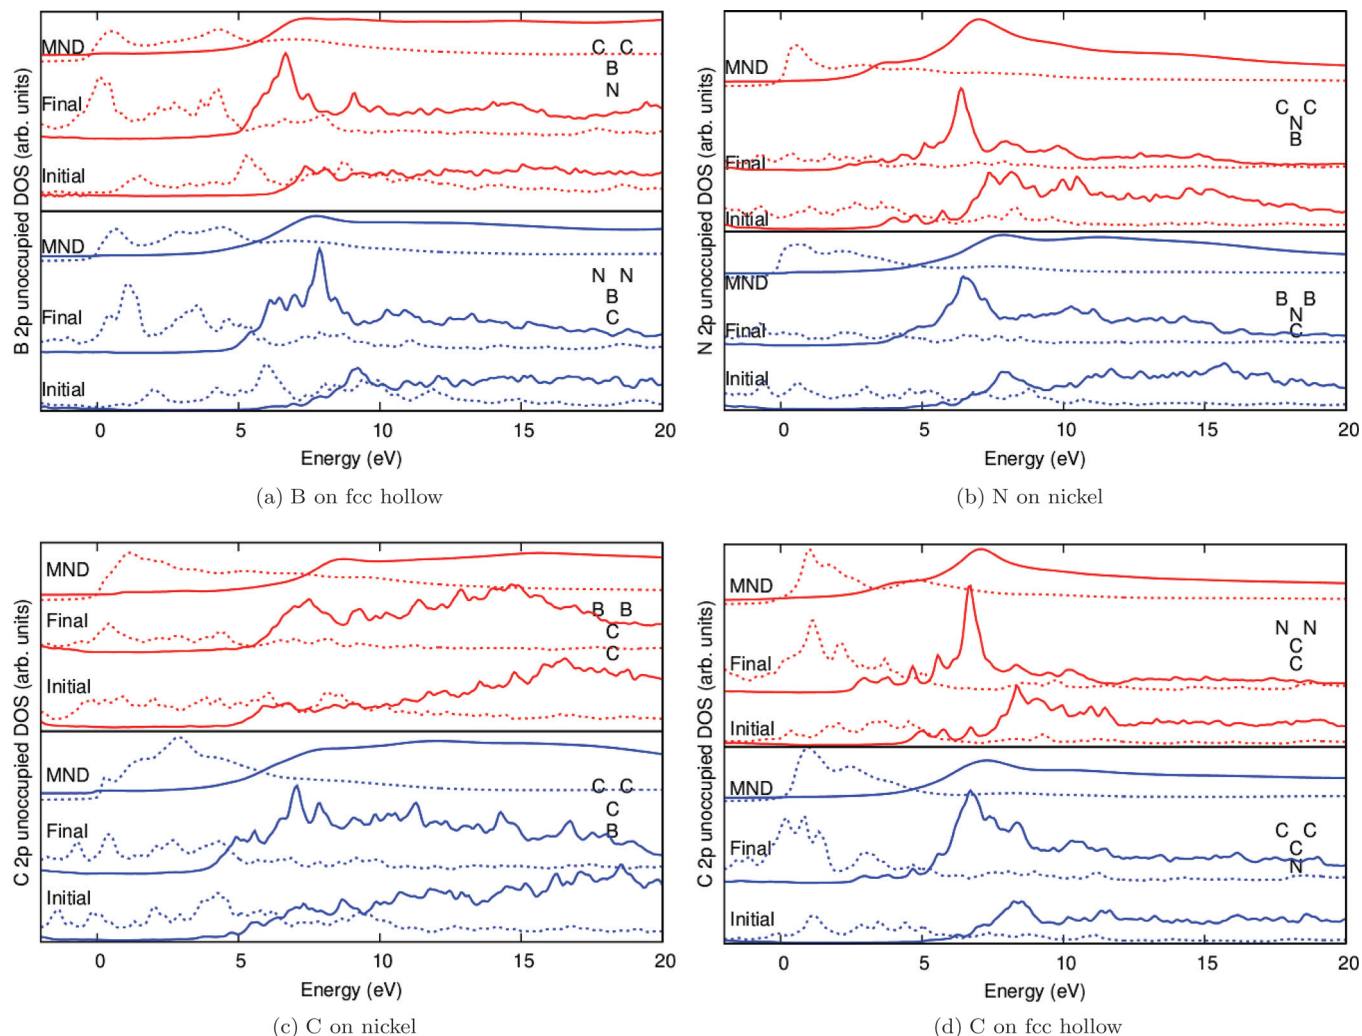 B 2p unoccupied DOS (arb. units)
MND
C C
B
N
Final
Initial
MND
N N
B
C
Final
Initial
0 5 10 15 20
Energy (eV)
(a) B on fcc hollow
N 2p unoccupied DOS (arb. units)
MND
C C
N
B
Final
Initial
MND
B B
N
C
Final
Initial
0 5 10 15 20
Energy (eV)
(b) N on nickel
C 2p unoccupied DOS (arb. units)
MND
Final
B B
C
C
Initial
MND
C C
C
B
Final
Initial
0 5 10 15 20
Energy (eV)
(c) C on nickel
C 2p unoccupied DOS (arb. units)
MND
N N
C
C
Final
Initial
MND
C C
C
N
Final
Initial
0 5 10 15 20
Energy (eV)
(d) C on fcc hollow